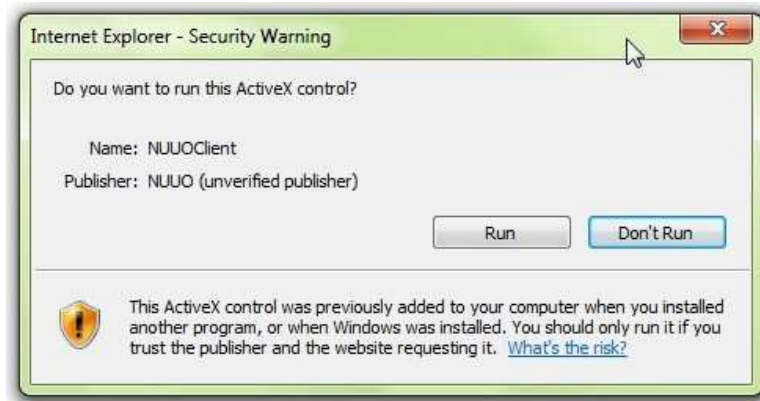 Internet Explorer - Security Warning
Do you want to run this ActiveX control?
Name: NUUOClient
Publisher: NUUO (unverified publisher)
Run
Don't Run
This ActiveX control was previously added to your computer when you installed
another program, or when Windows was installed. You should only run it if you
trust the publisher and the website requesting it. What's the risk?